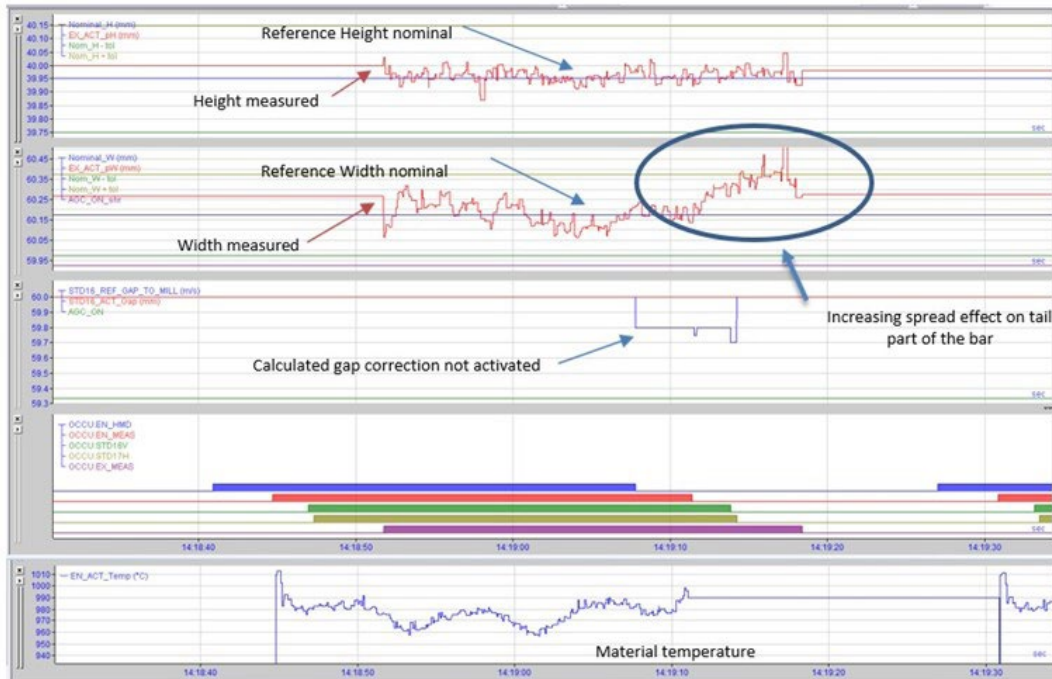 Nominal_H (mm)
EX_ACT_pH (mm)
Nom_H - tol
Nom_H + tol
40.15
40.10
40.05
40.00
39.95
39.90
39.85
39.80
39.75
Reference Height nominal
Height measured
sec
Nominal_W (mm)
EX_ACT_pW (mm)
Nom_W - tol
Nom_W + tol
AGC_ON_shr
60.45
60.35
60.25
60.15
60.05
59.95
Reference Width nominal
Width measured
sec
STD16_REF_GAP_TO_MILL (m/s)
STD16_ACT_Gap (mm)
AGC_ON
60.0
59.8
59.7
59.6
59.5
59.4
59.3
Calculated gap correction not activated
Increasing spread effect on tail
part of the bar
sec
OCCU:EN_HMD
OCCU:EN_MEAS
OCCU:STD16V
OCCU:STD17H
OCCU:EX_MEAS
14:18:40
14:18:50
14:19:00
14:19:10
14:19:20
14:19:30
EN_ACT_Temp (°C)
1010
1000
990
980
970
960
950
940
Material temperature
sec
14:18:40
14:18:50
14:19:00
14:19:10
14:19:20
14:19:30